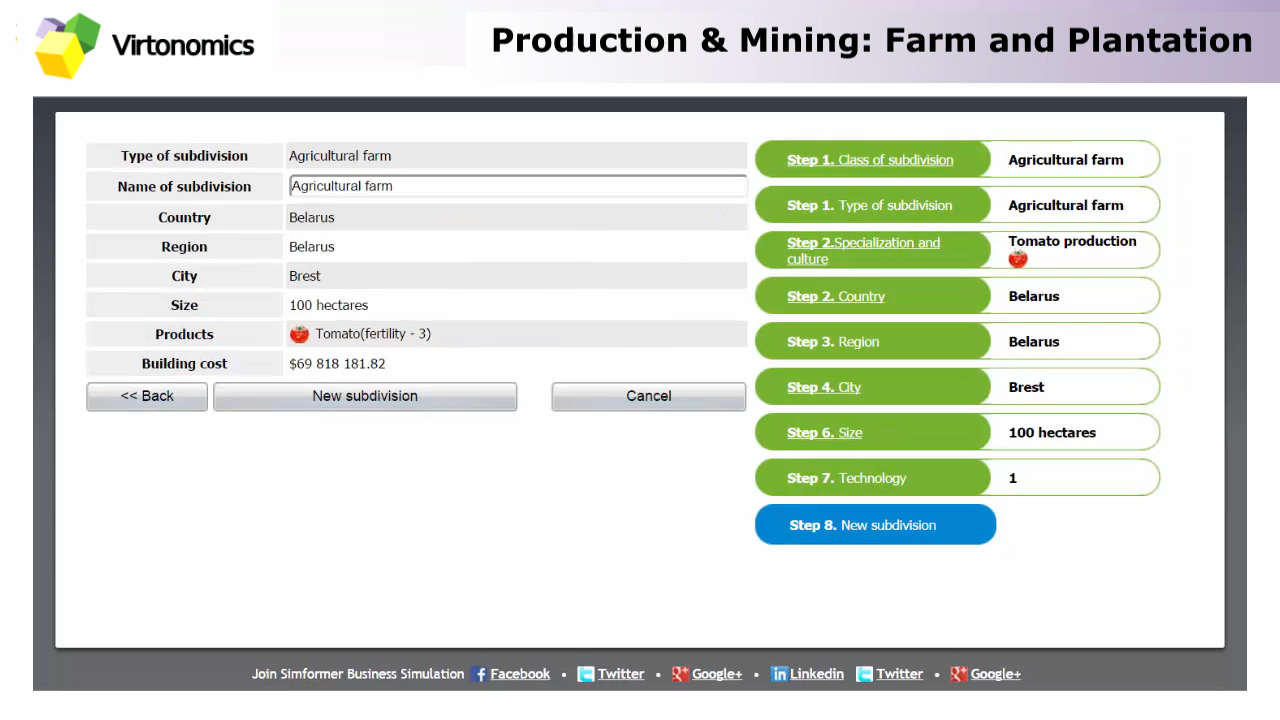 Virtonomics
Production & Mining: Farm and Plantation
Type of subdivision Agricultural farm
Name of subdivision Agricultural farm
Country Belarus
Region Belarus
City Brest
Size 100 hectares
Products Tomato(fertility - 3)
Building cost $69 818 181.82
<< Back New subdivision Cancel
Step 1. Class of subdivision Agricultural farm
Step 1. Type of subdivision Agricultural farm
Step 2.Specialization and
culture
Tomato production
Step 2. Country Belarus
Step 3. Region Belarus
Step 4. City Brest
Step 6. Size 100 hectares
Step 7. Technology 1
Step 8. New subdivision
Join Simformer Business Simulation Facebook • Twitter • Google+ • Linkedin Twitter • Google+